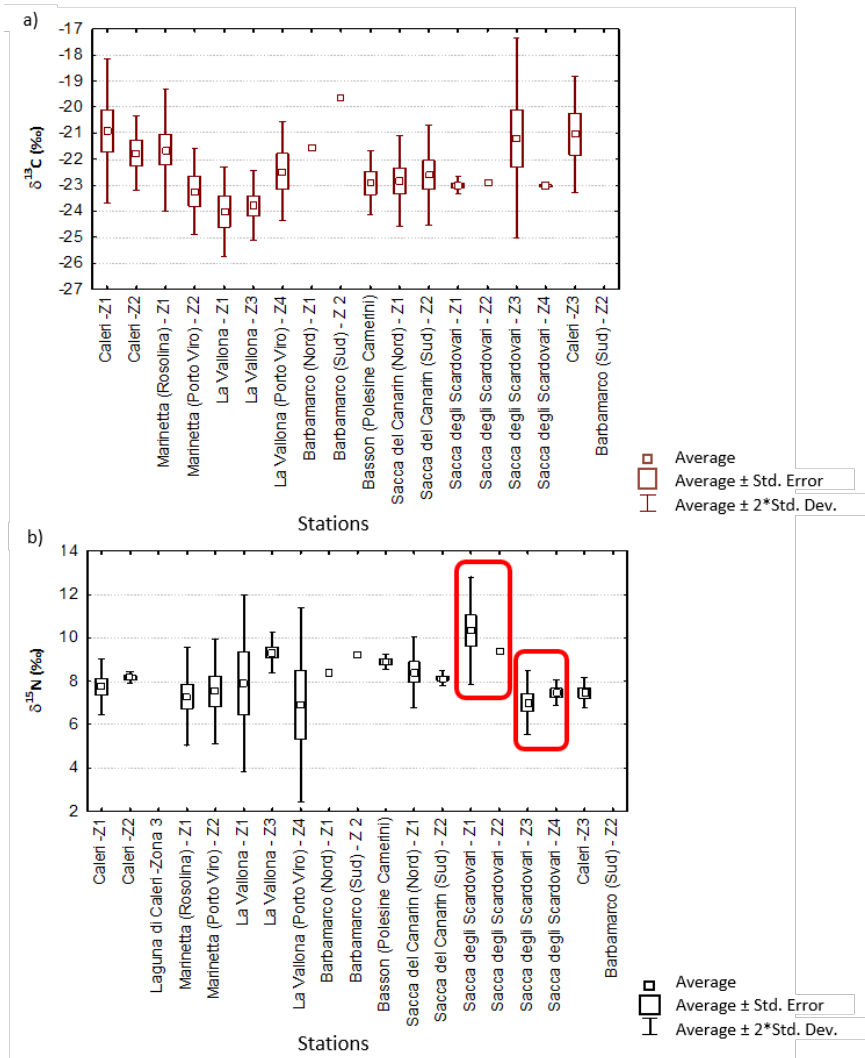 a)
-17
-18
-19
-20
-21
-22
-23
-24
-25
-26
-27
δ13C (‰)
Caleri -Z1
Caleri -Z2
Marinetta (Rosolina) - Z1
Marinetta (Porto Viro) - Z2
La Vallona - Z1
La Vallona - Z3
La Vallona (Porto Viro) - Z4
Barbamarco (Nord) - Z1
Barbamarco (Sud) - Z 2
Basson (Polesine Camerini)
Sacca del Canarin (Nord) - Z1
Sacca del Canarin (Sud) - Z2
Sacca degli Scardovari - Z1
Sacca degli Scardovari - Z2
Sacca degli Scardovari - Z3
Sacca degli Scardovari - Z4
Caleri -Z3
Barbamarco (Sud) - Z2
Stations
Average
Average ± Std. Error
Average ± 2*Std. Dev.
b)
14
12
10
8
6
4
2
δ15N (‰)
Caleri -Z1
Caleri -Z2
Laguna di Caleri -Zona 3
Marinetta (Rosolina) - Z1
Marinetta (Porto Viro) - Z2
La Vallona - Z1
La Vallona - Z3
La Vallona (Porto Viro) - Z4
Barbamarco (Nord) - Z1
Barbamarco (Sud) - Z 2
Basson (Polesine Camerini)
Sacca del Canarin (Nord) - Z1
Sacca del Canarin (Sud) - Z2
Sacca degli Scardovari - Z1
Sacca degli Scardovari - Z2
Sacca degli Scardovari - Z3
Sacca degli Scardovari - Z4
Caleri -Z3
Barbamarco (Sud) - Z2
Stations
Average
Average ± Std. Error
Average ± 2*Std. Dev.